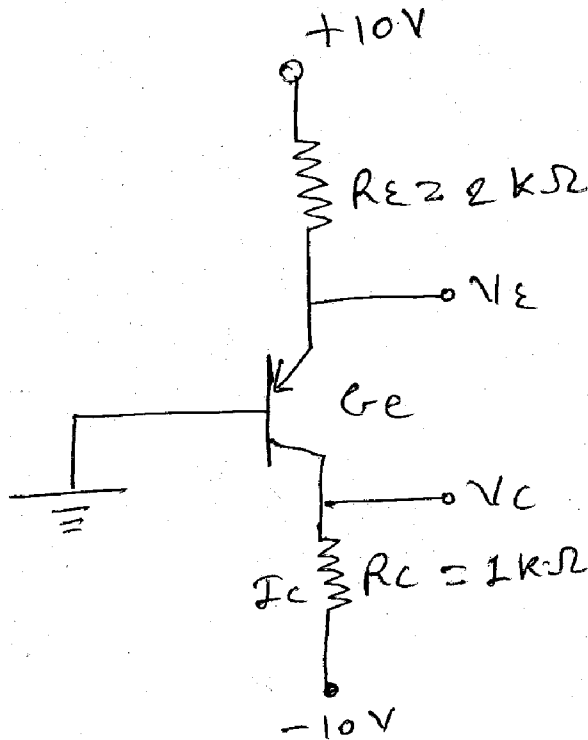 +10V
RE = 2 kΩ
VE
Ge
VC
Ic RC = 1kΩ
-10V